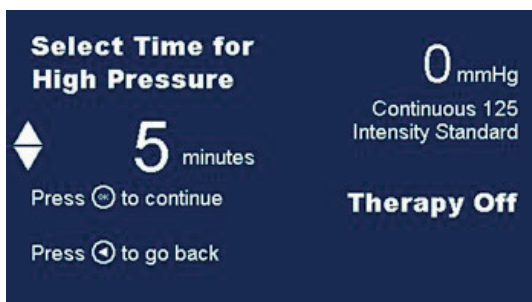 Select Time for
High Pressure
5 minutes
Press OK to continue
Press to go back
0 mmHg
Continuous 125
Intensity Standard
Therapy Off